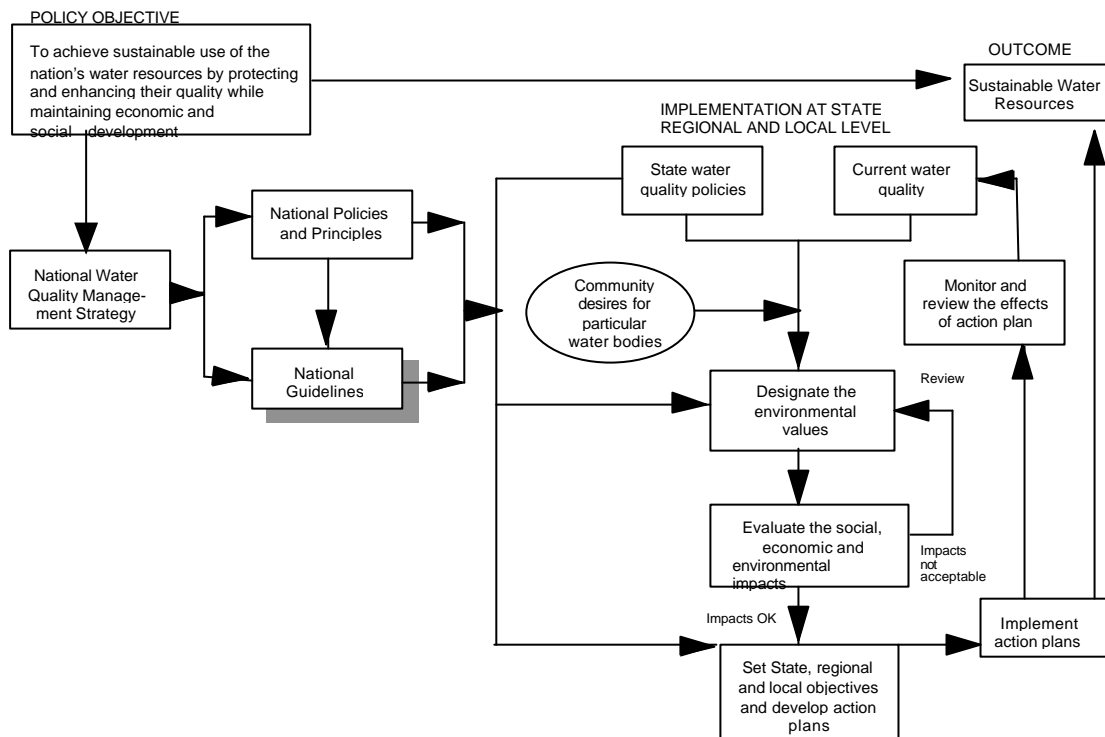 POLICY OBJECTIVE
To achieve sustainable use of the
nation's water resources by protecting
and enhancing their quality while
maintaining economic and
social development
OUTCOME
Sustainable Water
Resources
IMPLEMENTATION AT STATE
REGIONAL AND LOCAL LEVEL
State water
quality policies
Current water
quality
National Policies
and Principles
National Water
Quality Manage-
ment Strategy
National
Guidelines
Community
desires for
particular
water bodies
Monitor and
review the effects
of action plan
Designate the
environmental
values
Review
Evaluate the social,
economic and
environmental
impacts
Impacts
not
acceptable
Impacts OK
Implement
action plans
Set State, regional
and local objectives
and develop action
plans